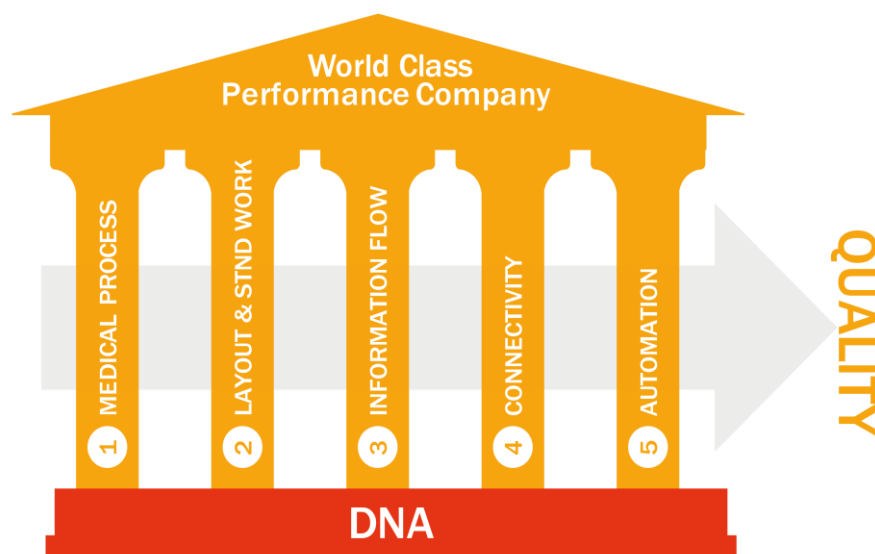 World Class
Performance Company
1 MEDICAL PROCESS
2 LAYOUT & STND WORK
3 INFORMATION FLOW
4 CONNECTIVITY
5 AUTOMATION
QUALITY
DNA